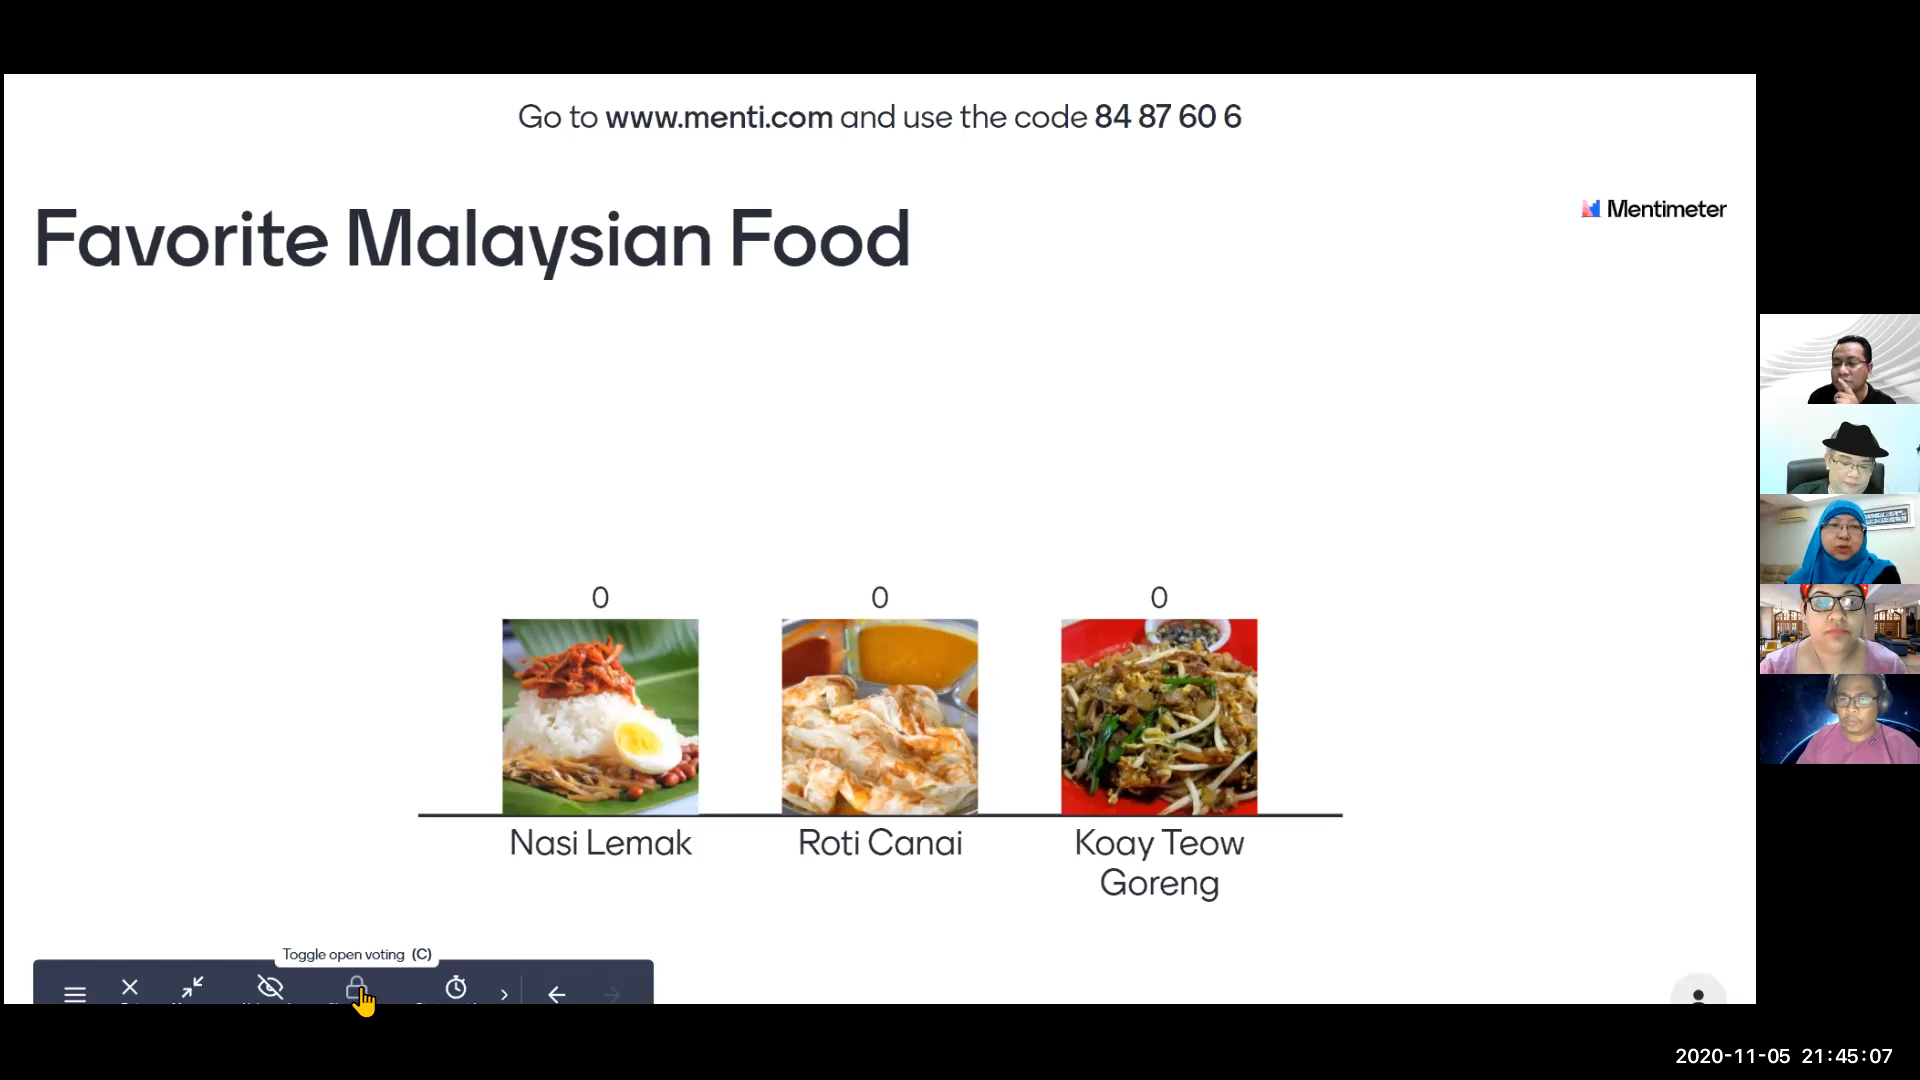 Go to www.menti.com and use the code 84 87 60 6
Favorite Malaysian Food
Mentimeter
0
0
0
Nasi Lemak
Roti Canai
Koay Teow
Goreng
Toggle open voting (C)
2020-11-05 21:45:07